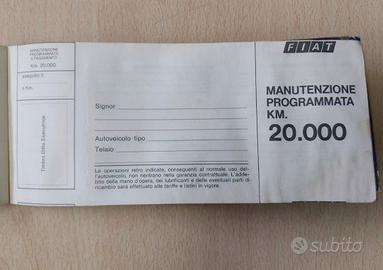 MANUTENZIONE
PROGRAMMATA
A PAGAMENTO
KM. 20.000
eseguito il
a Km.
Timbro Ditta Esecutrice
Signor
Autoveicolo tipo
Telaio
Le operazioni retro indicate, conseguenti al normale uso del-
l'autoveicolo, non rientrano nella garanzia contrattuale. L'adde-
bito della mano d'opera, dei lubrificanti e delle eventuali parti di
ricambio sarà effettuato alle tariffe e listini in vigore.
FIAT
MANUTENZIONE
PROGRAMMATA
KM.
20.000
subito